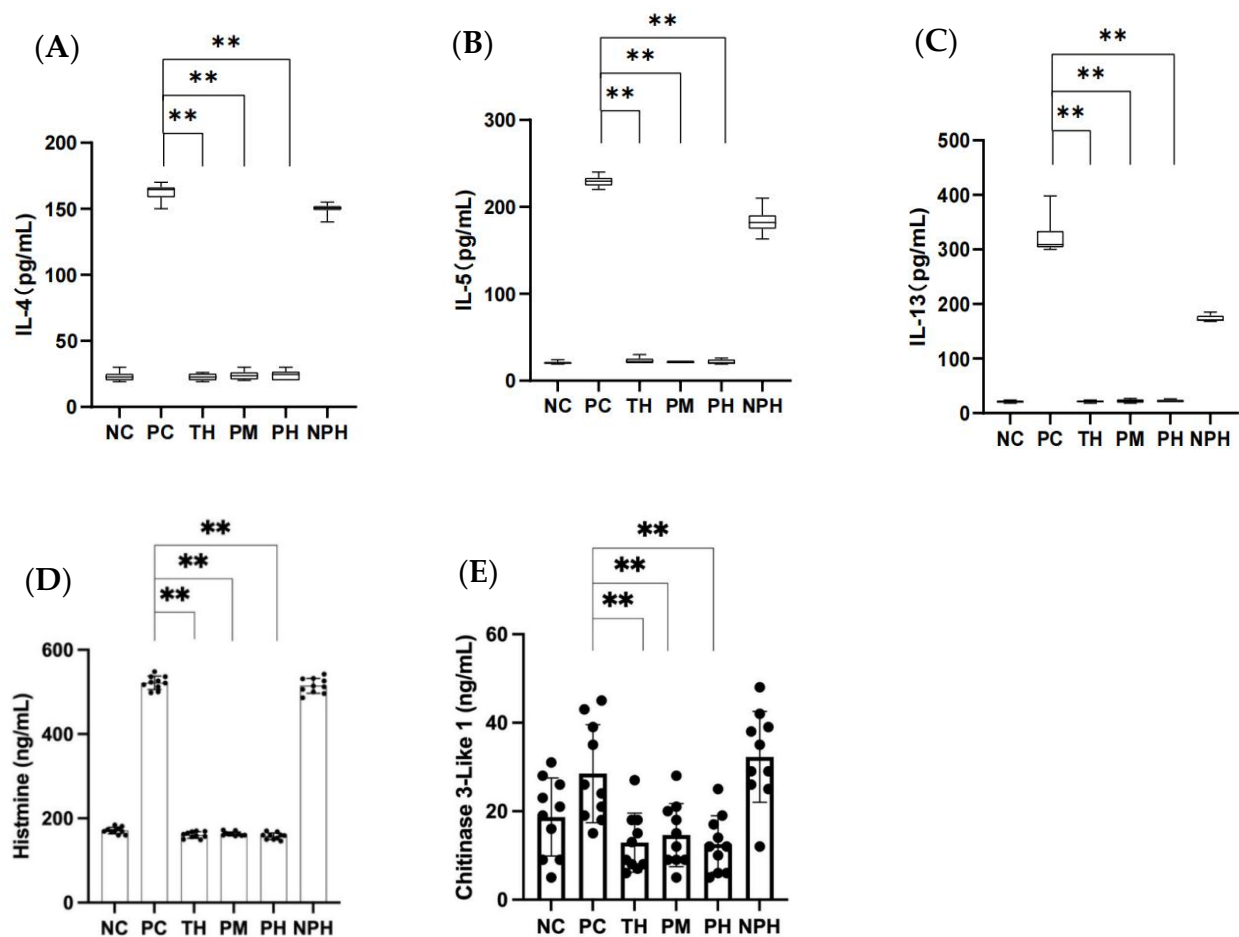 (A)
**
**
**
IL-4(pg/mL)
200
150
100
50
0
NC PC TH PM PH NPH
(B)
**
**
**
IL-5(pg/mL)
300
200
100
0
NC PC TH PM PH NPH
(C)
**
**
**
IL-13(pg/mL)
500
400
300
200
100
0
NC PC TH PM PH NPH
(D)
**
**
**
Histmine (ng/mL)
600
400
200
0
NC PC TH PM PH NPH
(E)
**
**
**
Chitinase 3-Like 1 (ng/mL)
60
40
20
0
NC PC TH PM PH NPH